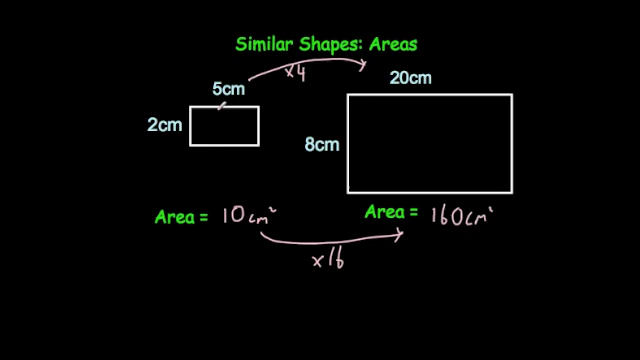 Similar Shapes: Areas
x4
5cm
20cm
2cm
8cm
Area = 10cm²
Area = 160cm²
x16